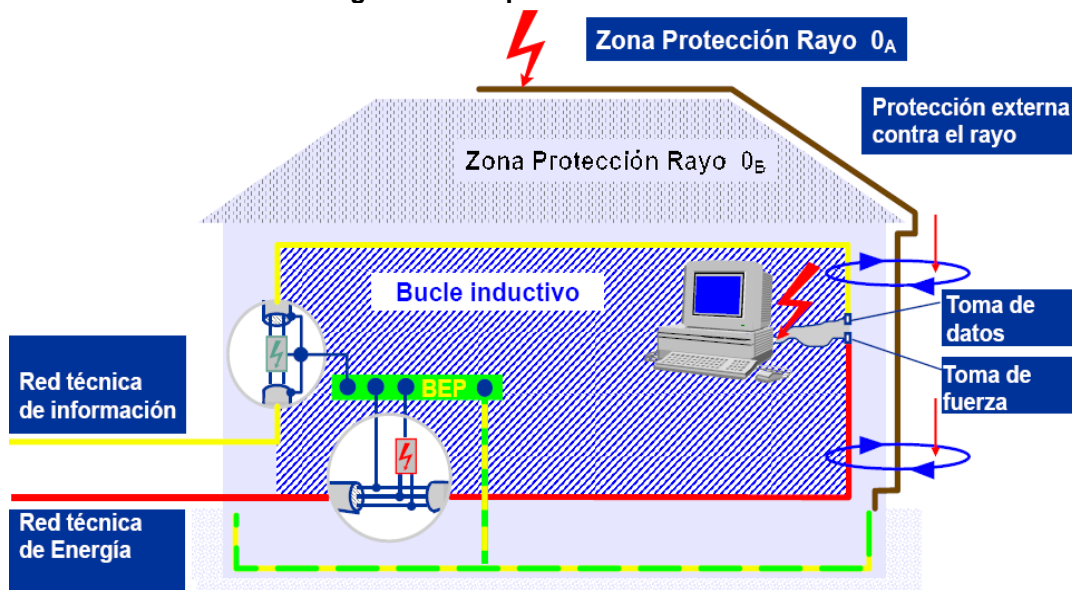 Zona Protección Rayo 0A
Protección externa
contra el rayo
Zona Protección Rayo 0B
Bucle inductivo
Toma de
datos
Toma de
fuerza
Red técnica
de información
BEP
Red técnica
de Energía